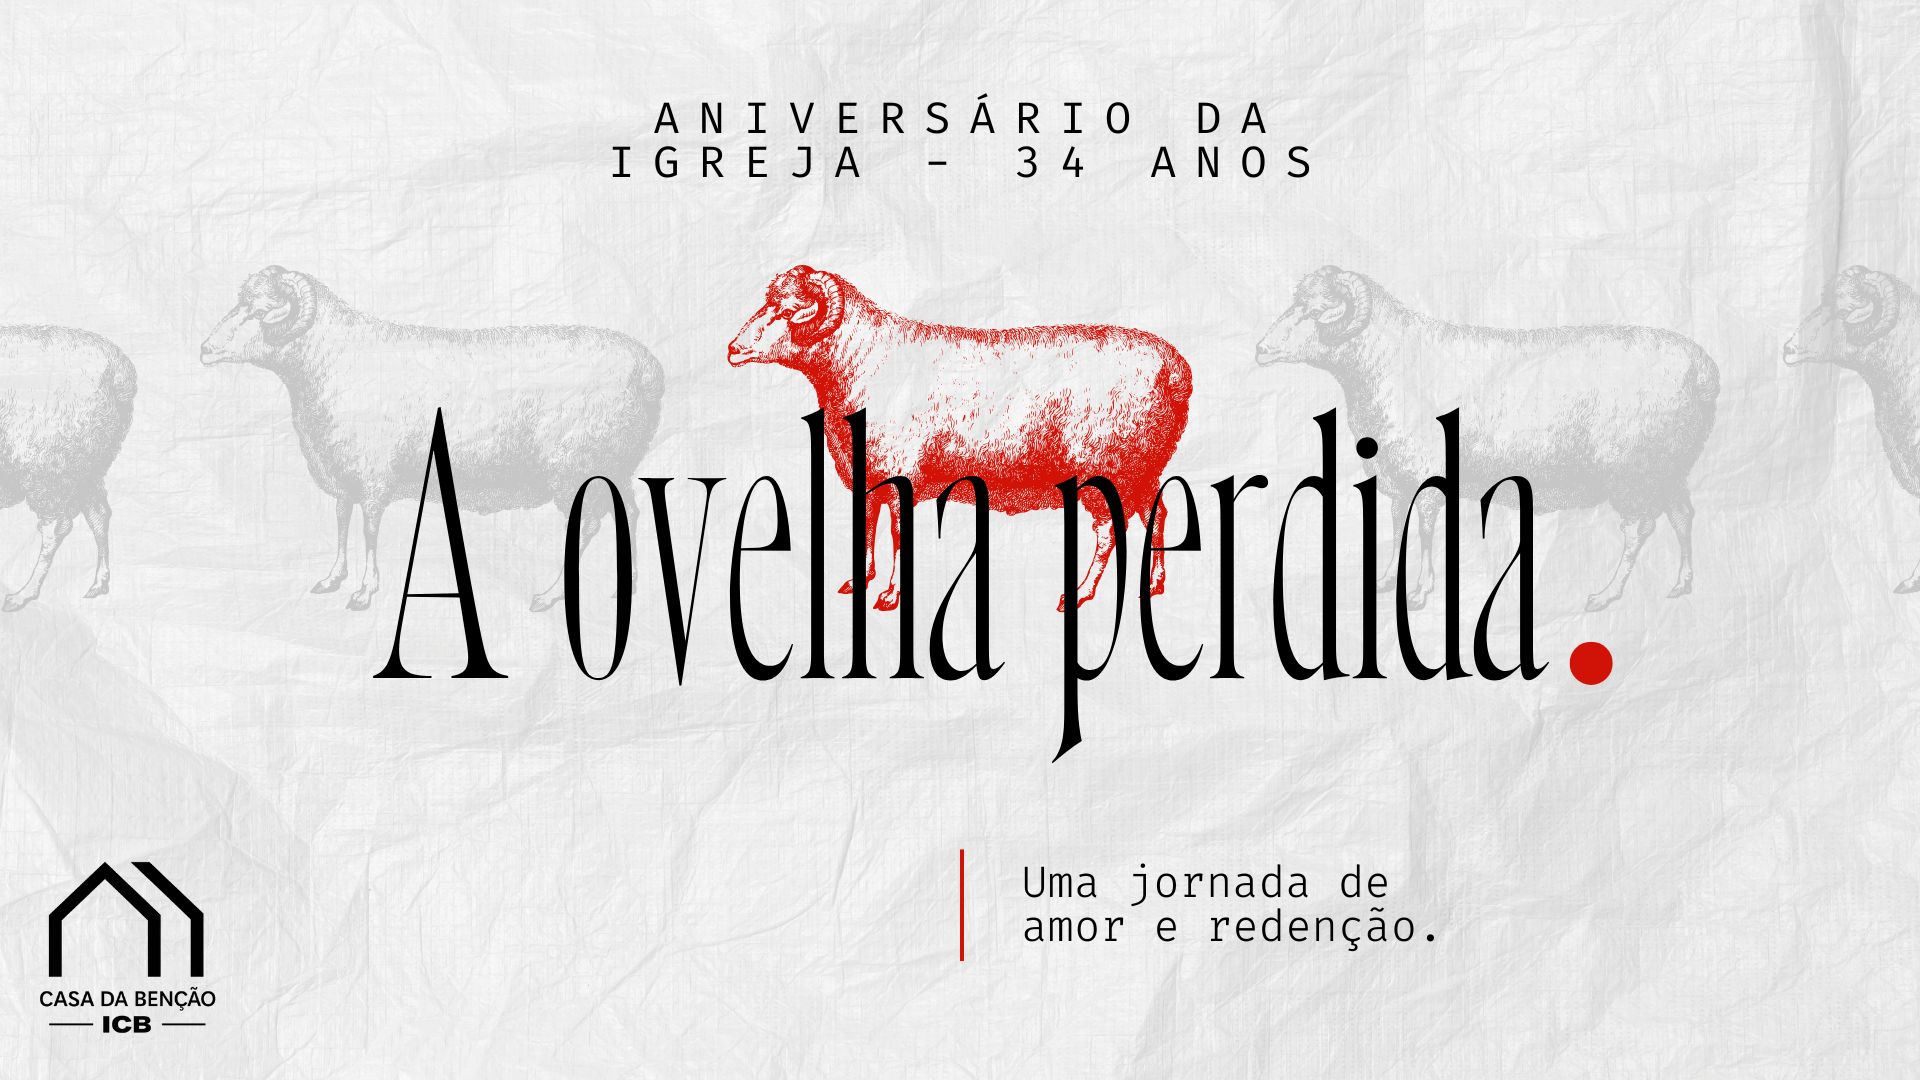 ANIVERSÁRIO DA
IGREJA - 34 ANOS
A ovelha perdida.
Uma jornada de
amor e redenção.
CASA DA BENÇÃO
ICB